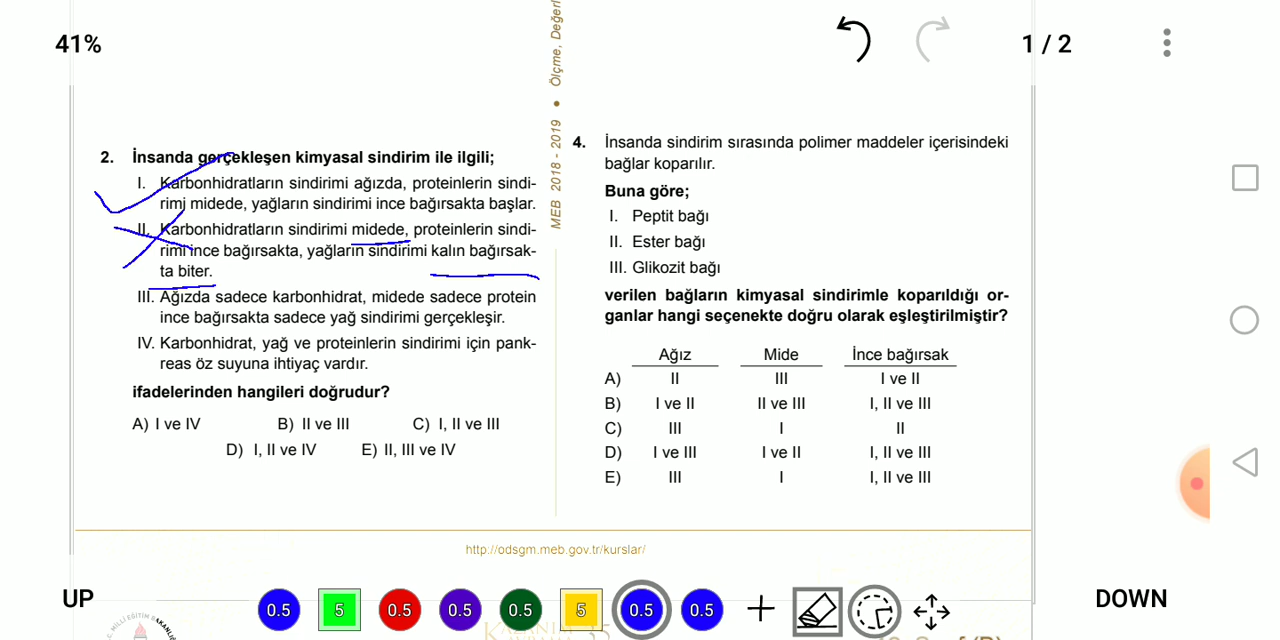 41%
1 / 2
2. İnsanda gerçekleşen kimyasal sindirim ile ilgili;
I. Karbonhidratların sindirimi ağızda, proteinlerin sindi-
rimi midede, yağların sindirimi ince bağırsakta başlar.
II. Karbonhidratların sindirimi midede, proteinlerin sindi-
rimi ince bağırsakta, yağların sindirimi kalın bağırsak-
ta biter.
III. Ağızda sadece karbonhidrat, midede sadece protein
ince bağırsakta sadece yağ sindirimi gerçekleşir.
IV. Karbonhidrat, yağ ve proteinlerin sindirimi için pank-
reas öz suyuna ihtiyaç vardır.
ifadelerinden hangileri doğrudur?
A) I ve IV B) II ve III C) I, II ve III
D) I, II ve IV E) II, III ve IV
MEB 2018 - 2019 ● Ölçme,
4. İnsanda sindirim sırasında polimer maddeler içerisindeki
bağlar koparılır.
Buna göre;
I. Peptit bağı
II. Ester bağı
III. Glikozit bağı
verilen bağların kimyasal sindirimle koparıldığı or-
ganlar hangi seçenekte doğru olarak eşleştirilmiştir?
Ağız Mide İnce bağırsak
A) II III I ve II
B) I ve II II ve III I, II ve III
C) III I II
D) I ve III I ve II I, II ve III
E) III I I, II ve III
http://odsgm.meb.gov.tr/kurslar/
UP
0.5 5 0.5 0.5 0.5 5 0.5 0.5
DOWN